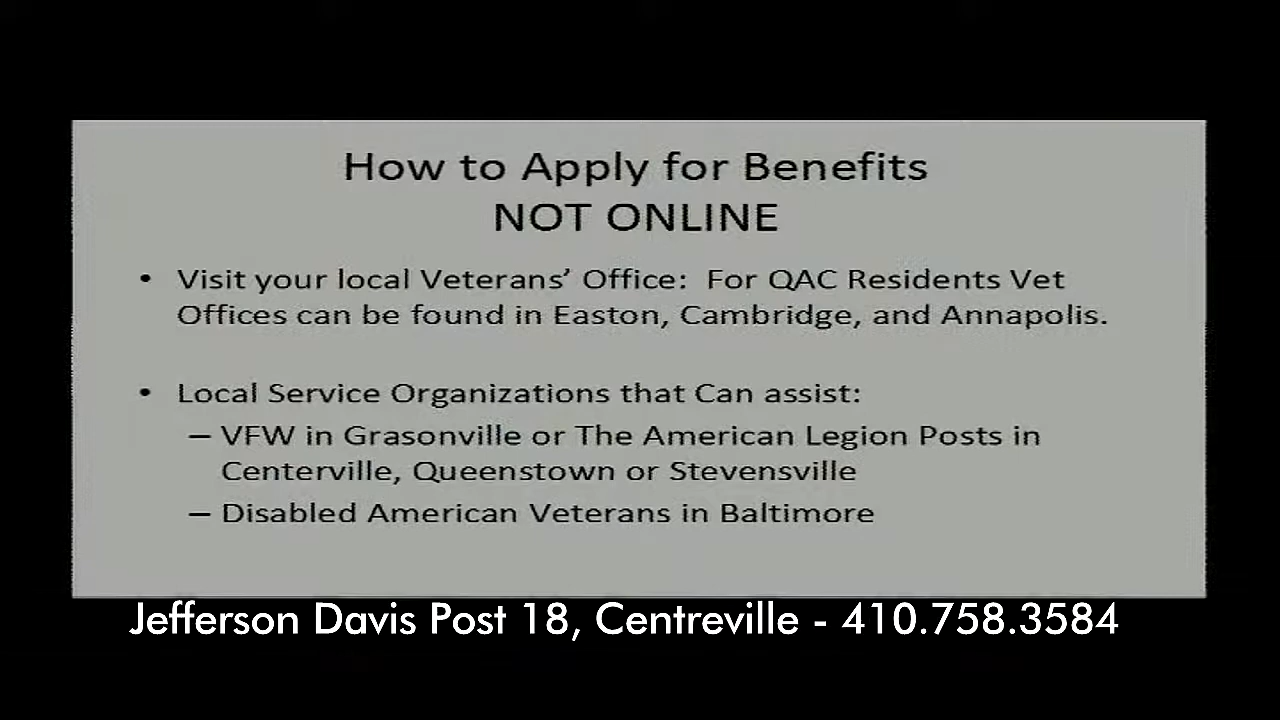 How to Apply for Benefits
NOT ONLINE
• Visit your local Veterans’ Office: For QAC Residents Vet
Offices can be found in Easton, Cambridge, and Annapolis.
• Local Service Organizations that Can assist:
– VFW in Grasonville or The American Legion Posts in
Centerville, Queenstown or Stevensville
– Disabled American Veterans in Baltimore
Jefferson Davis Post 18, Centreville - 410.758.3584